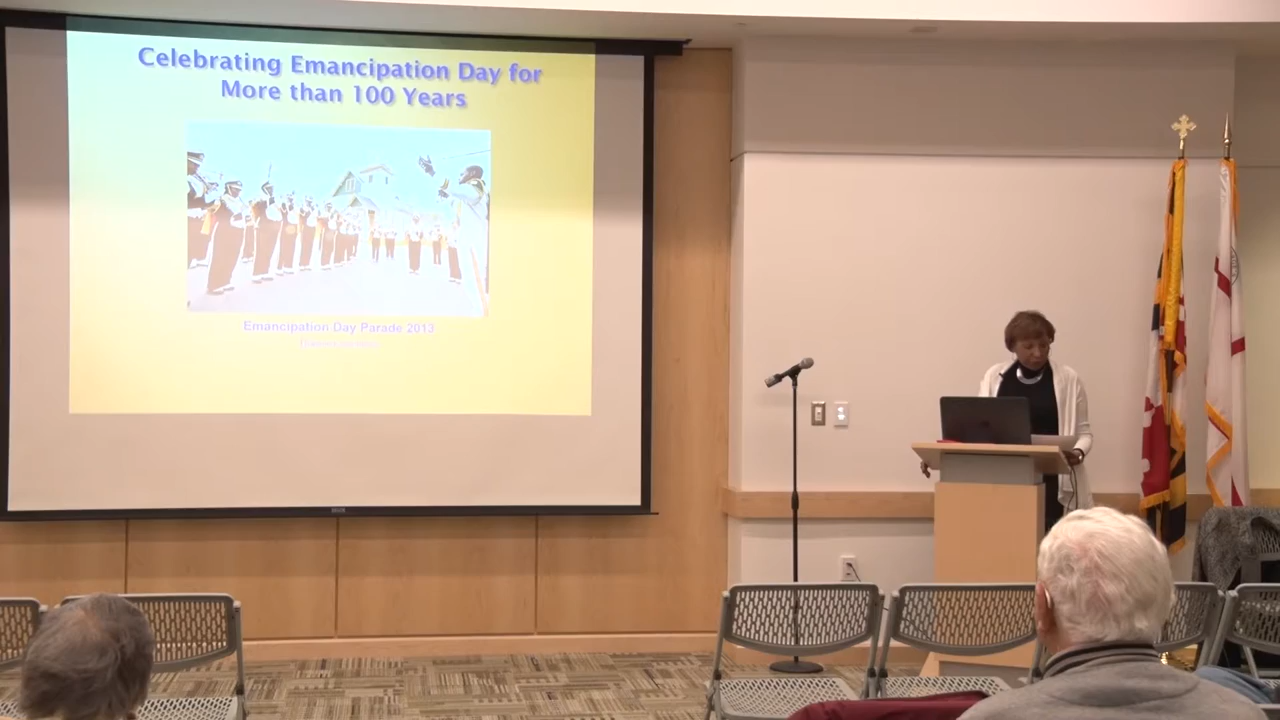 Celebrating Emancipation Day for
More than 100 Years
Emancipation Day Parade 2013